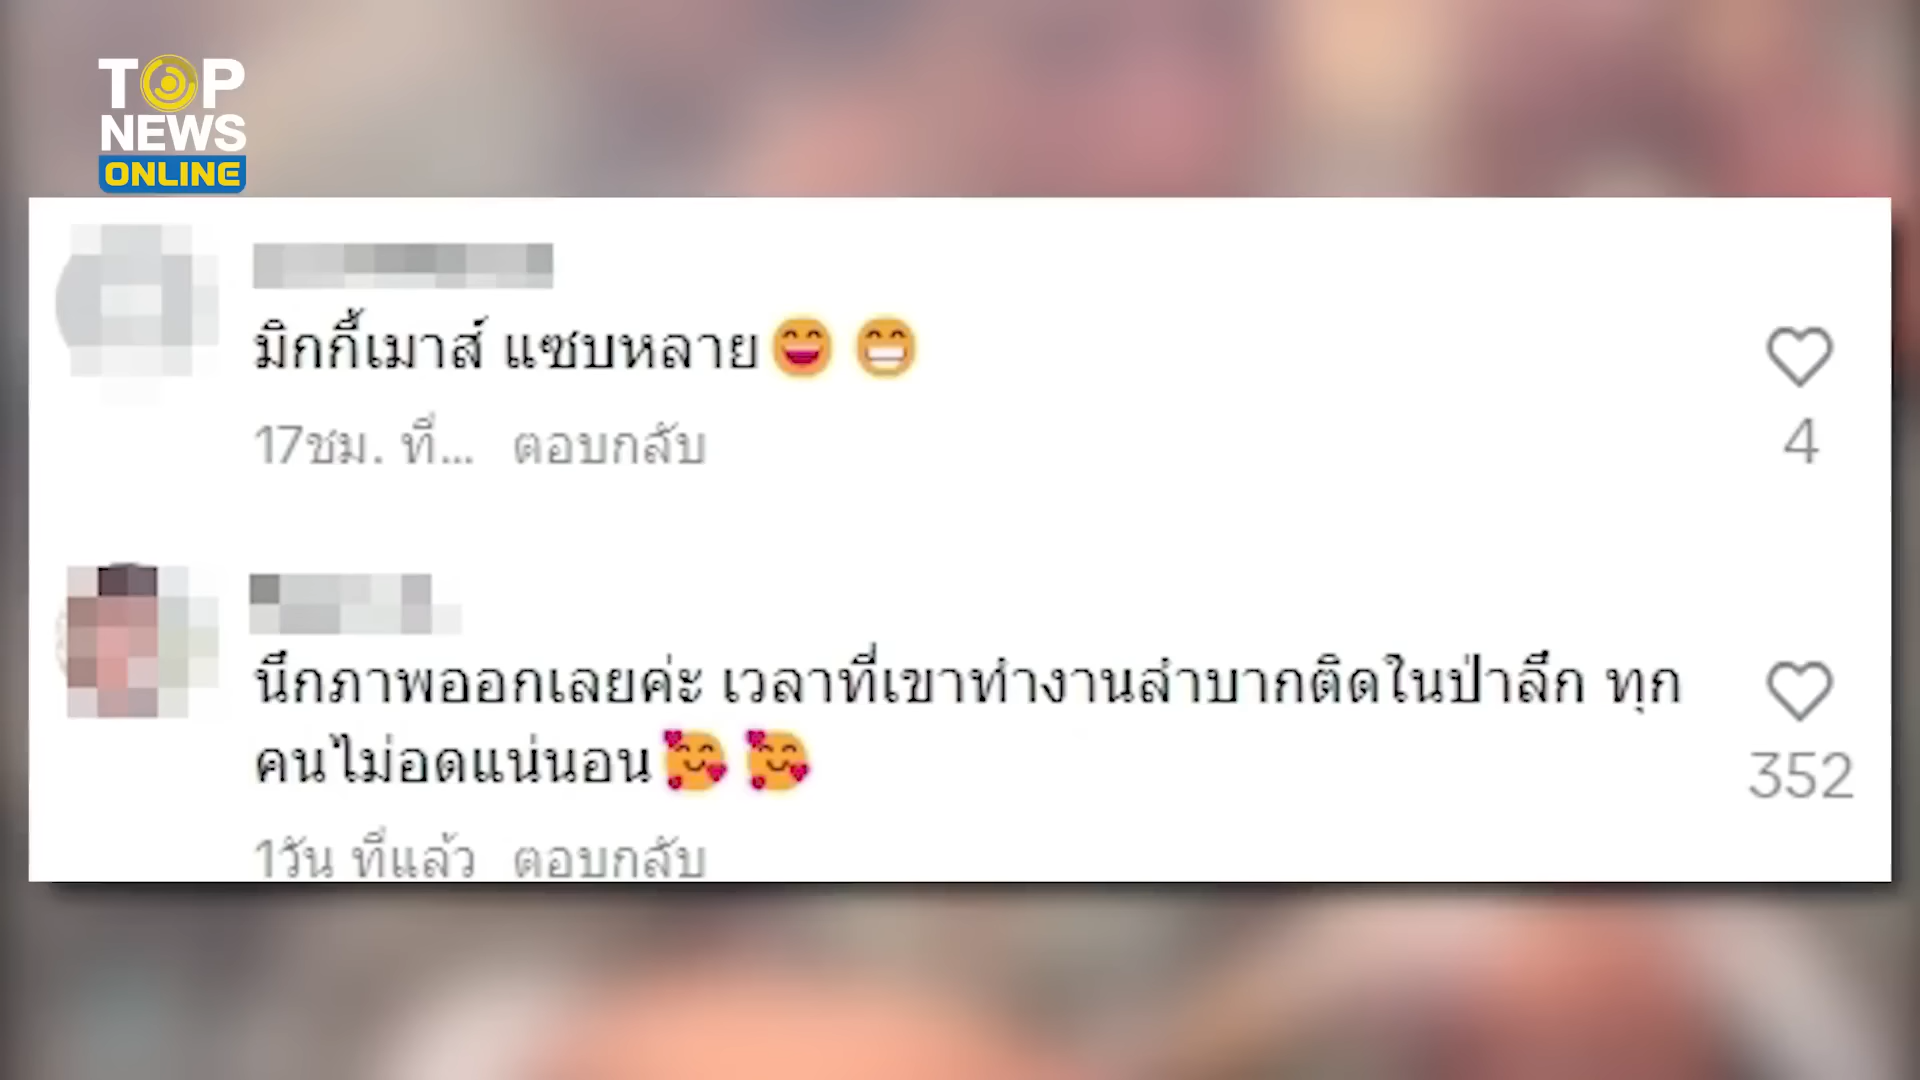 TOP
NEWS
ONLINE
มิกกี้เมาส์ แซบหลาย😄 😁
17ชม. ที่... ตอบกลับ
4
นึกภาพออกเลยค่ะ เวลาที่เขาทำงานลำบากติดในป่าลึก ทุก
คนไม่อดแน่นอน🥰 🥰
352
1วัน ที่แล้ว ตอบกลับ